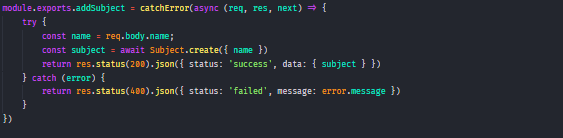 module.exports.addSubject = catchError(async (req, res, next) => {
    try {
        const name = req.body.name;
        const subject = await Subject.create({ name })
        return res.status(200).json({ status: 'success', data: { subject } })
    } catch (error) {
        return res.status(400).json({ status: 'failed', message: error.message })
    }
})